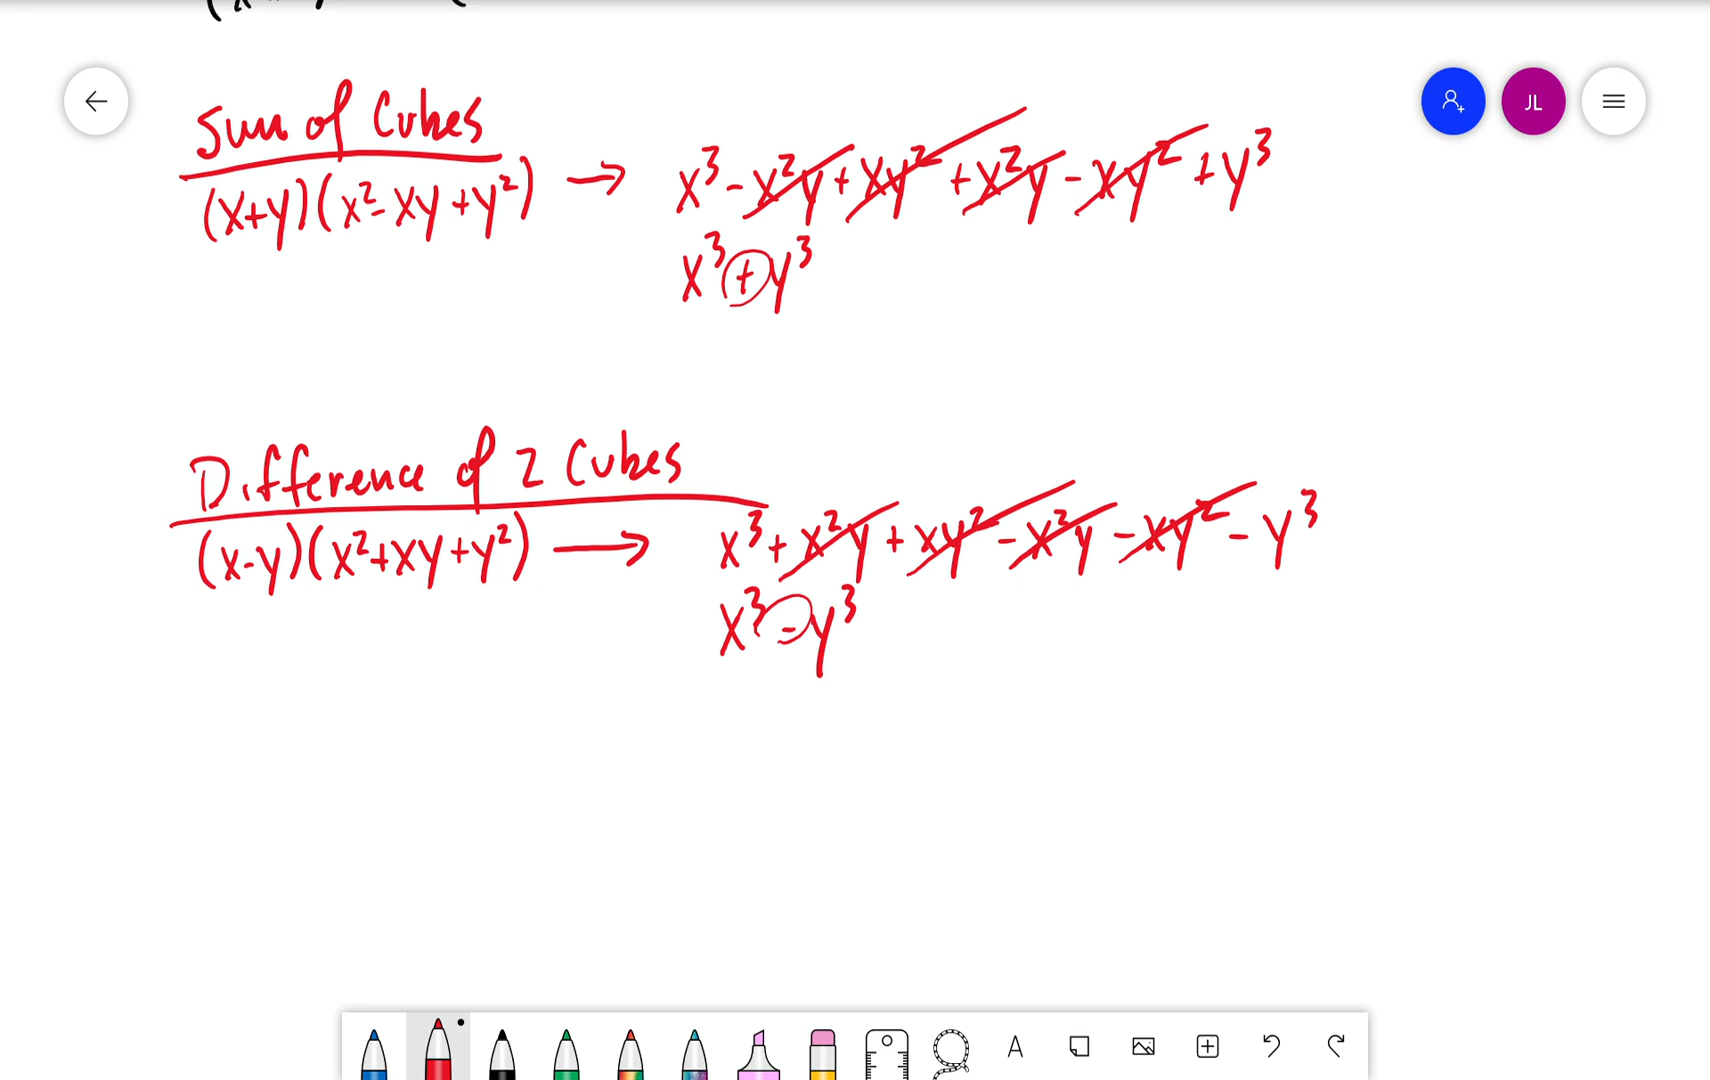 Sum of Cubes
(x+y)(x²-xy+y²) → x³-x²y+xy²+x²y-xy²+y³
x³+y³
Difference of 2 Cubes
(x-y)(x²+xy+y²) → x³+x²y+xy²-x²y-xy²-y³
x³-y³
JL
A